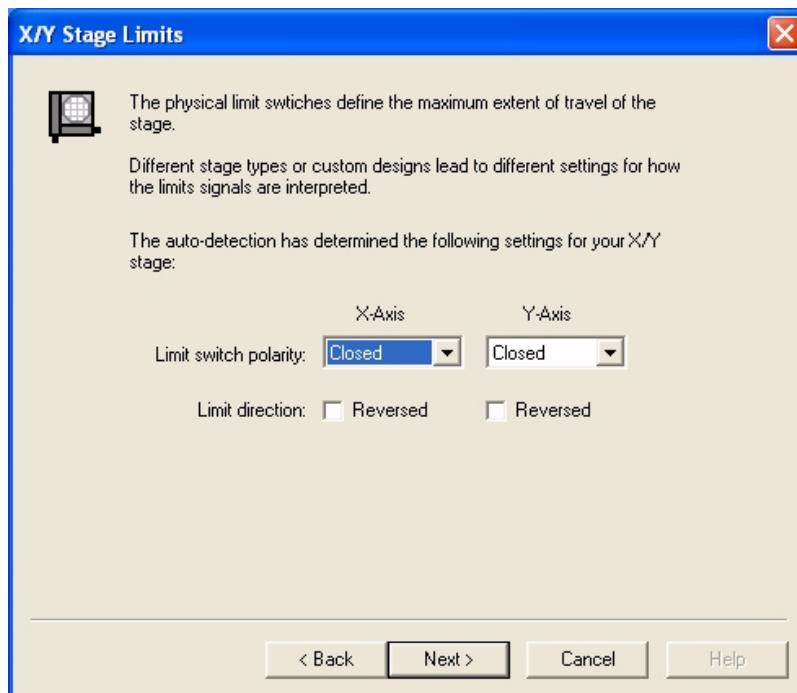 X/Y Stage Limits
The physical limit swtiches define the maximum extent of travel of the
stage.
Different stage types or custom designs lead to different settings for how
the limits signals are interpreted.
The auto-detection has determined the following settings for your X/Y
stage:
X-Axis Y-Axis
Limit switch polarity: Closed Closed
Limit direction: Reversed Reversed
< Back Next > Cancel Help